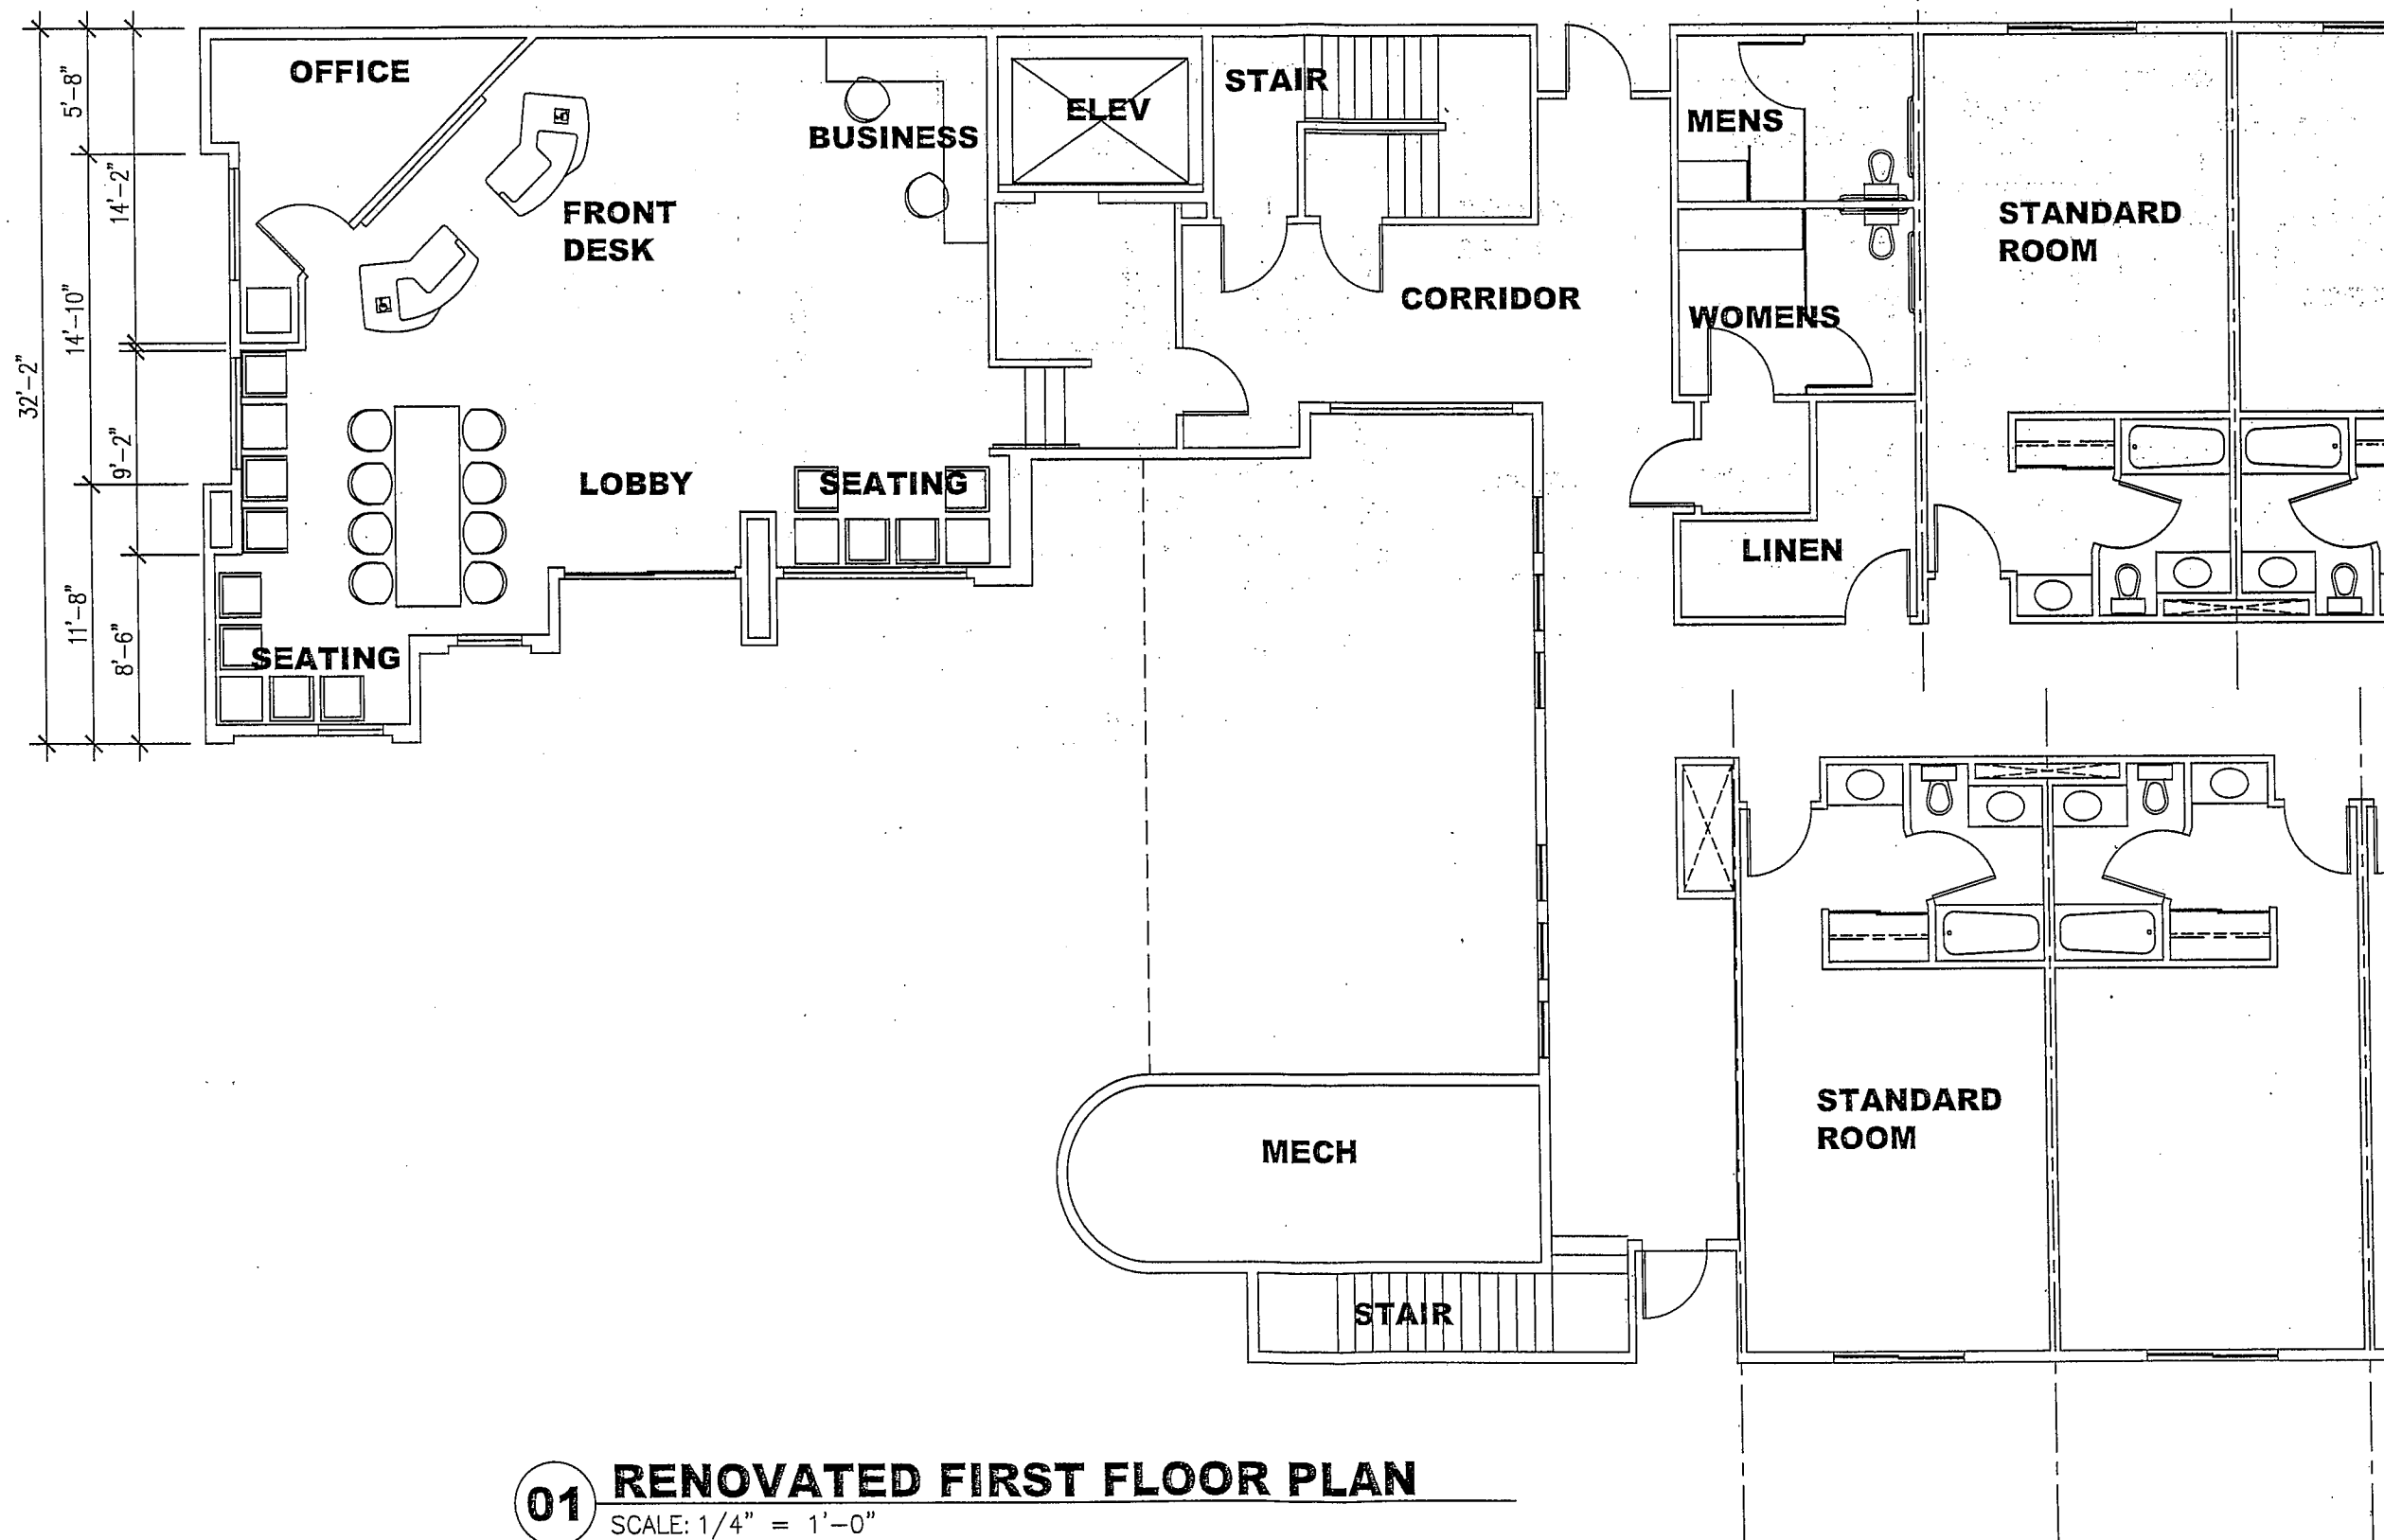 OFFICE
STAIR
ELEV
MENS
BUSINESS
FRONT
DESK
STANDARD
ROOM
CORRIDOR
WOMENS
LOBBY
SEATING
LINEN
SEATING
STANDARD
ROOM
MECH
STAIR
32'-2"
5'-8"
14'-10"
11'-8"
14'-2"
9'-2"
8'-6"
01 RENOVATED FIRST FLOOR PLAN
SCALE: 1/4" = 1'-0"